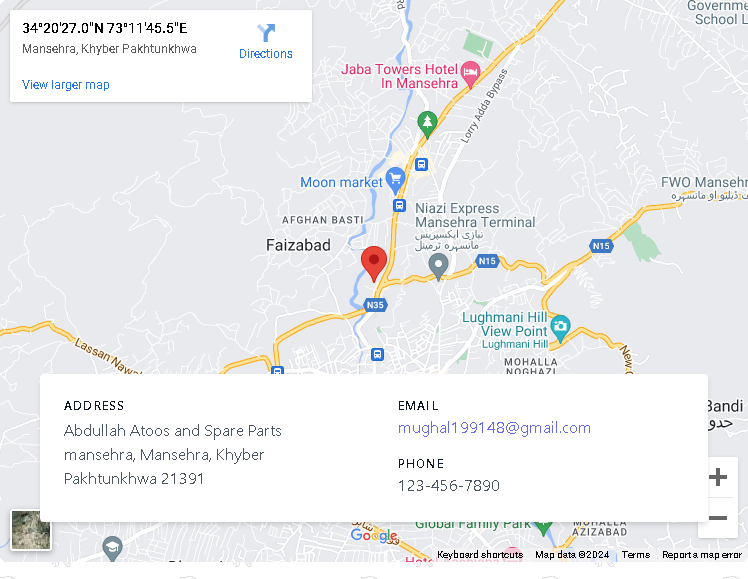 34°20'27.0"N 73°11'45.5"E
Mansehra, Khyber Pakhtunkhwa
Directions
View larger map
Governme
School L
Jaba Towers Hotel
In Mansehra
Lorry Adda Bypass
Moon market
FWO Mansehr
AFGHAN BASTI
Niazi Express
Mansehra Terminal
نیازی ایکسپریس
مانسہرہ ٹرمینل
Faizabad
N15
N15
N35
Lughmani Hill
View Point
Lughmani Hill
MOHALLA
NOGHAZI
Lassan Nawa
New
ADDRESS
Abdullah Atoos and Spare Parts
mansehra, Mansehra, Khyber
Pakhtunkhwa 21391
EMAIL
mughal199148@gmail.com
PHONE
123-456-7890
Bandi
Global Family Park
MOHALLA
AZIZABAD
Google
Keyboard shortcuts
Map data ©2024
Terms
Report a map error